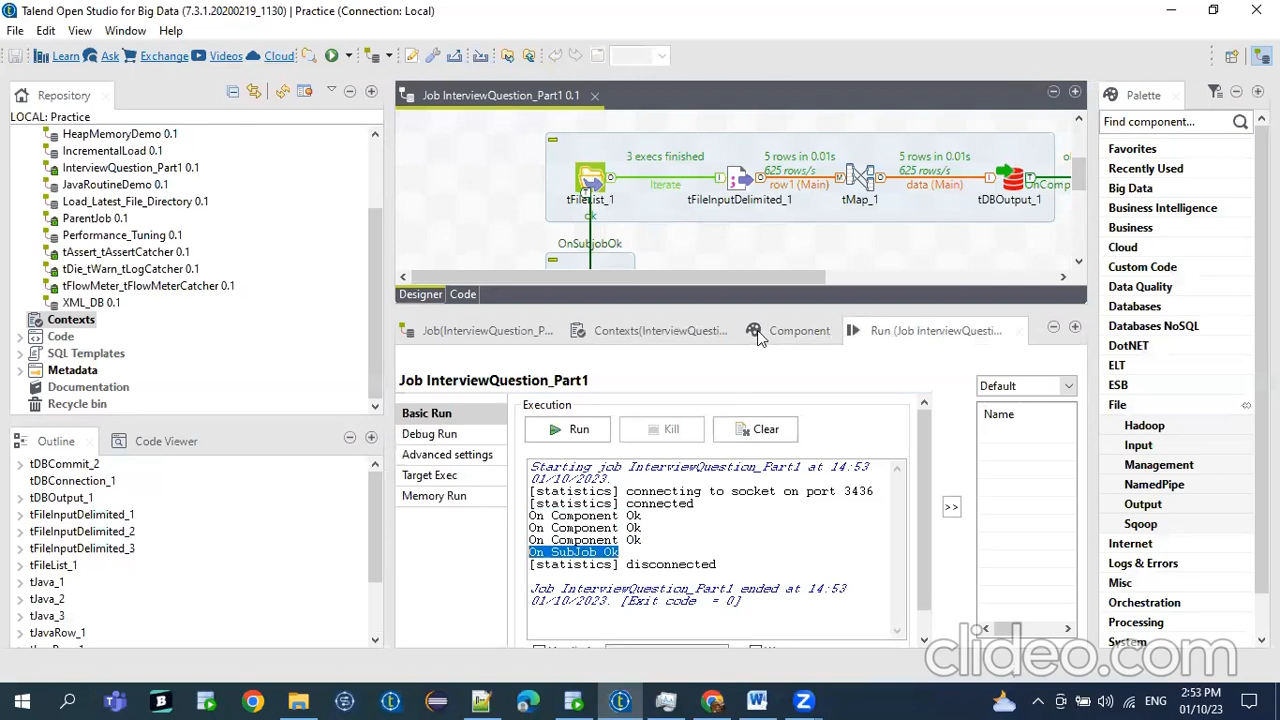 Talend Open Studio for Big Data (7.3.1.20200219_1130) | Practice (Connection: Local)
File Edit View Window Help
Learn Ask Exchange Videos Cloud
Repository
LOCAL: Practice
HeapMemoryDemo 0.1
IncrementalLoad 0.1
InterviewQuestion_Part1 0.1
JavaRoutineDemo 0.1
Load_Latest_File_Directory 0.1
ParentJob 0.1
Performance_Tuning 0.1
tAssert_tAssertCatcher 0.1
tDie_tWarn_tLogCatcher 0.1
tFlowMeter_tFlowMeterCatcher 0.1
XML_DB 0.1
Contexts
Code
SQL Templates
Metadata
Documentation
Recycle bin
Outline
Code Viewer
tDBCommit_2
tDBConnection_1
tDBOutput_1
tFileInputDelimited_1
tFileInputDelimited_2
tFileInputDelimited_3
tFileList_1
tJava_1
tJava_2
tJava_3
tJavaRow_1
Job InterviewQuestion_Part1 0.1
3 execs finished
Iterate
5 rows in 0.01s
625 rows/s
row1 (Main)
5 rows in 0.01s
625 rows/s
data (Main)
tFileList_1
tFileInputDelimited_1
tMap_1
tDBOutput_1
OnComp
ok
OnSubjobOk
Designer Code
Job(InterviewQuestion_P...
Contexts(InterviewQuesti...
Component
Run (Job InterviewQuesti...
Job InterviewQuestion_Part1
Basic Run
Debug Run
Advanced settings
Target Exec
Memory Run
Execution
Run
Kill
Clear
Starting job InterviewQuestion_Part1 at 14:53
01/10/2023.
[statistics] connecting to socket on port 3436
[statistics] connected
On Component Ok
On Component Ok
On Component Ok
On SubJob Ok
[statistics] disconnected
Job InterviewQuestion_Part1 ended at 14:53
01/10/2023. [Exit code  = 0]
>>
Default
Name
Palette
Find component...
Favorites
Recently Used
Big Data
Business Intelligence
Business
Cloud
Custom Code
Data Quality
Databases
Databases NoSQL
DotNET
ELT
ESB
File
Hadoop
Input
Management
NamedPipe
Output
Sqoop
Internet
Logs & Errors
Misc
Orchestration
Processing
System
clideo.com
ENG
2:53 PM
01/10/23